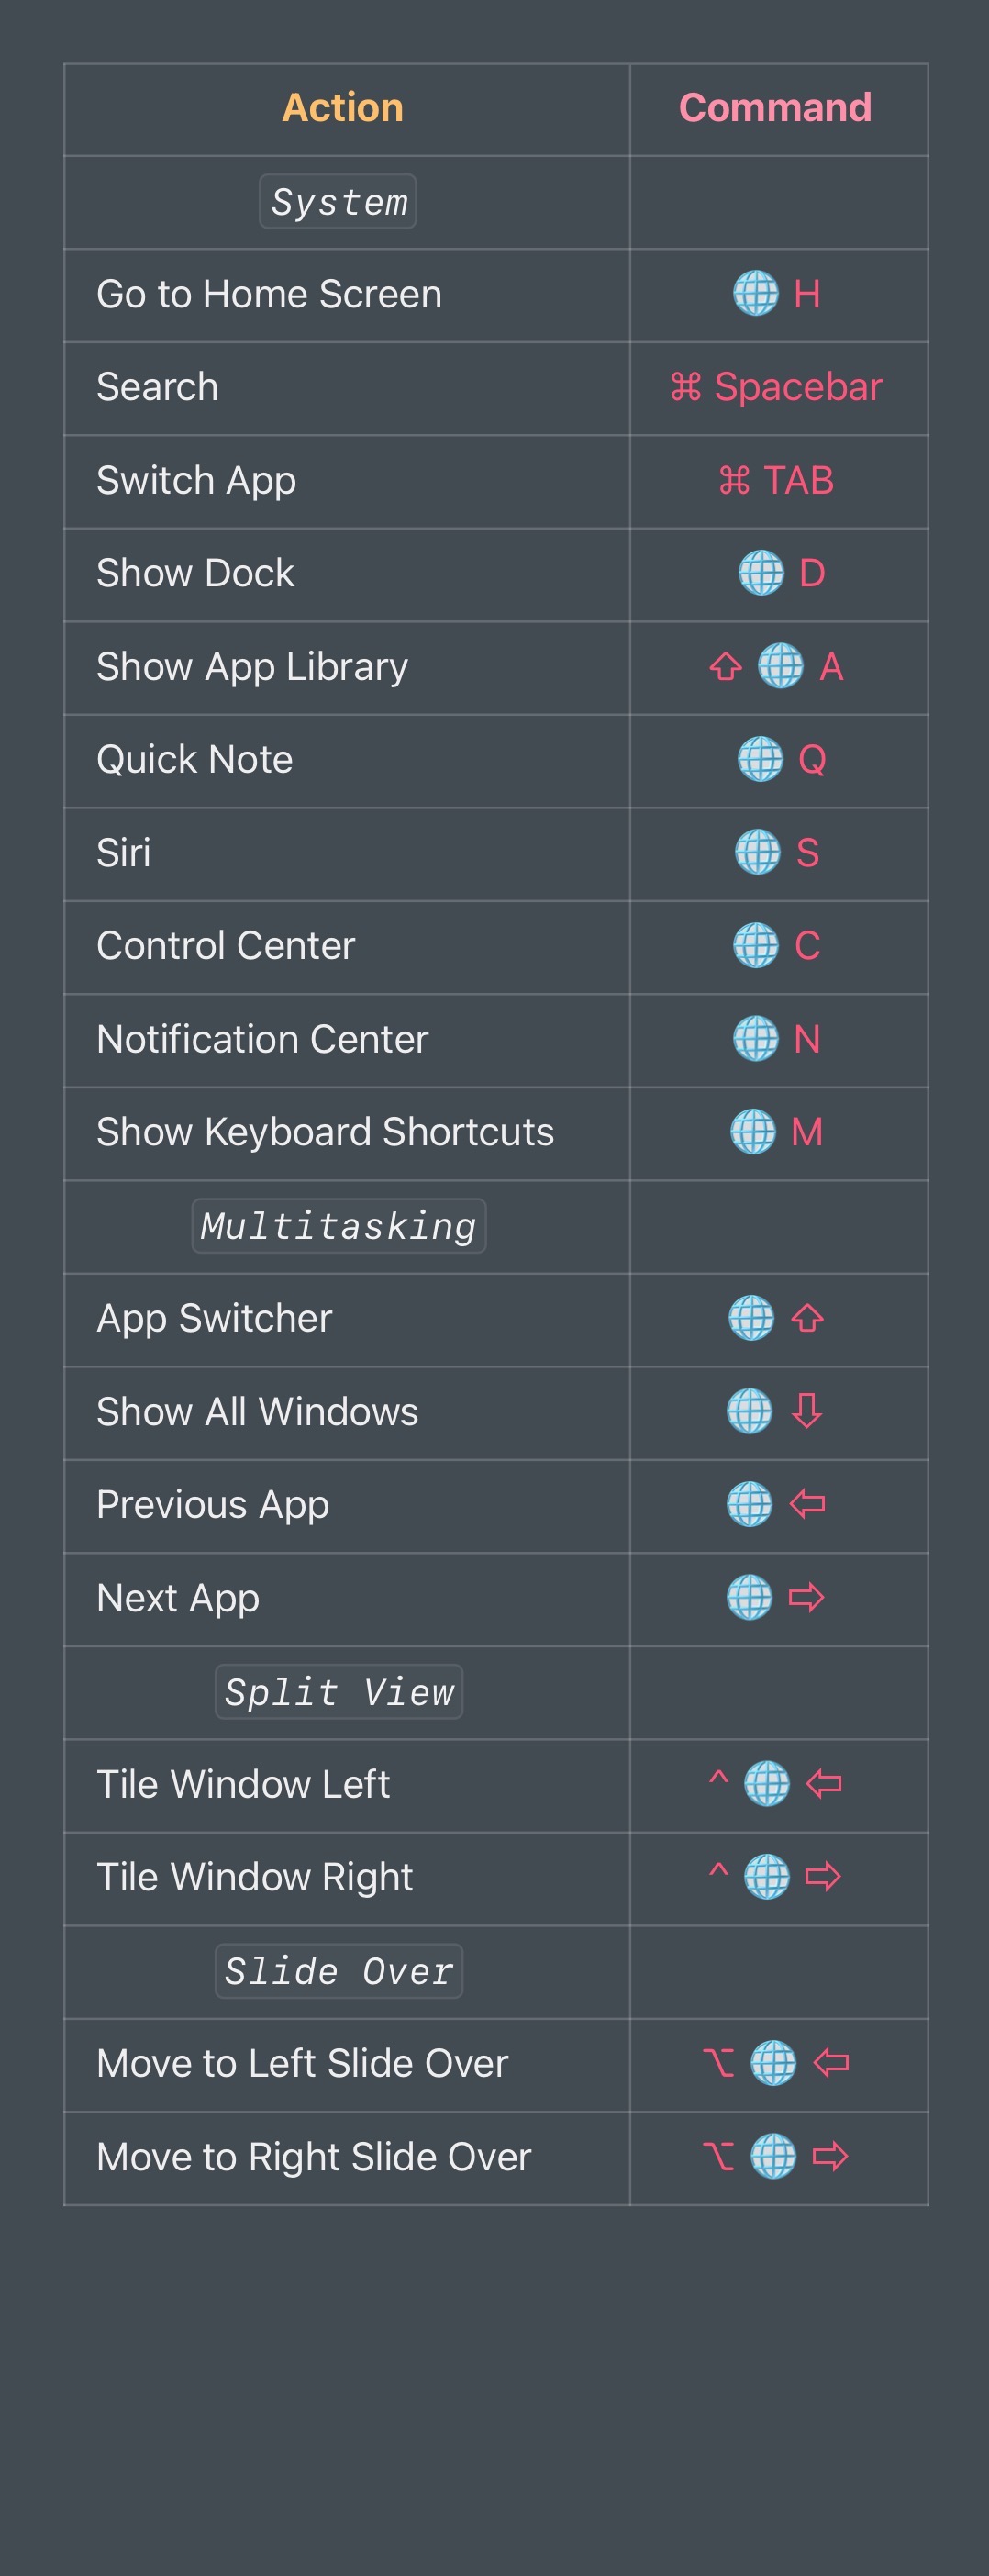 Action Command
System
Go to Home Screen 🌐 H
Search ⌘ Spacebar
Switch App ⌘ TAB
Show Dock 🌐 D
Show App Library ⇧ 🌐 A
Quick Note 🌐 Q
Siri 🌐 S
Control Center 🌐 C
Notification Center 🌐 N
Show Keyboard Shortcuts 🌐 M
Multitasking
App Switcher 🌐 ⇧
Show All Windows 🌐 ⇩
Previous App 🌐 ⇦
Next App 🌐 ⇨
Split View
Tile Window Left ^ 🌐 ⇦
Tile Window Right ^ 🌐 ⇨
Slide Over
Move to Left Slide Over ⌥ 🌐 ⇦
Move to Right Slide Over ⌥ 🌐 ⇨